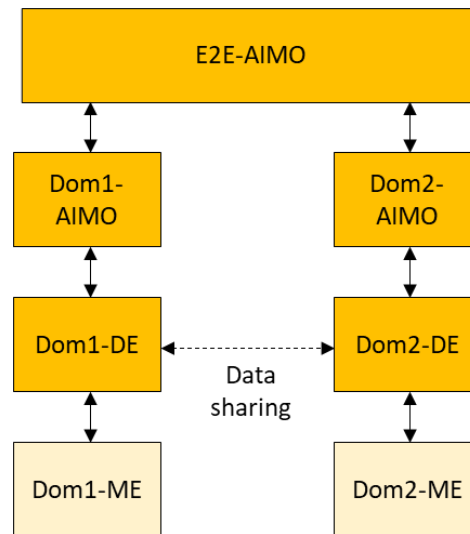 E2E-AIMO
Dom1-
AIMO
Dom2-
AIMO
Dom1-DE
Dom2-DE
Data
sharing
Dom1-ME
Dom2-ME